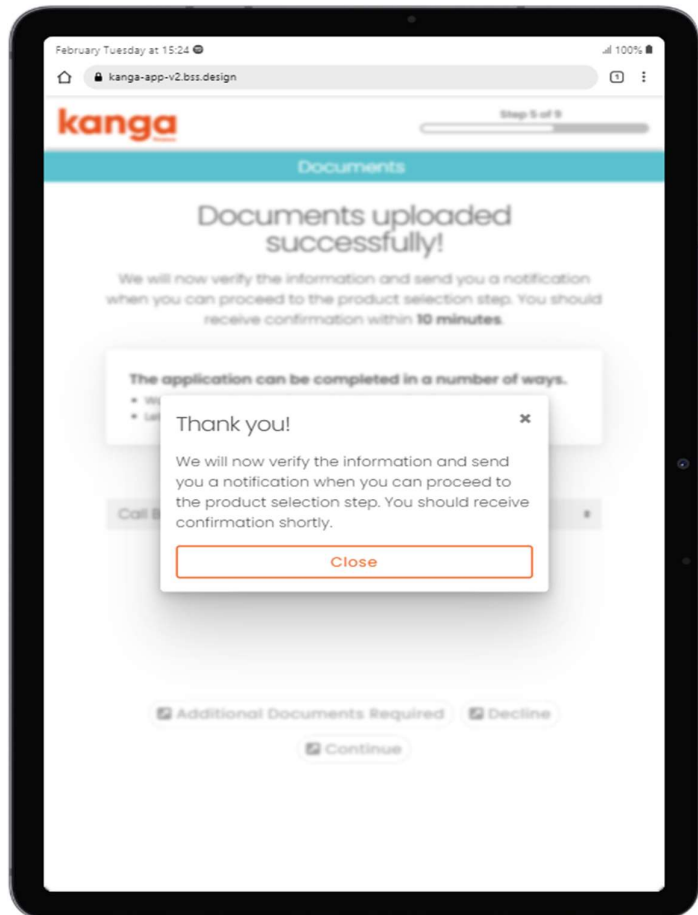 February Tuesday at 15:24
100%
kanga-app-v2.bss.design
1
kanga
Step 5 of 9
Documents
Documents uploaded
successfully!
We will now verify the information and send you a notification
when you can proceed to the product selection step. You should
receive confirmation within 10 minutes.
The application can be completed in a number of ways.
Thank you!
We will now verify the information and send
you a notification when you can proceed to
the product selection step. You should receive
confirmation shortly.
Call
Close
Additional Documents Required
Decline
Continue